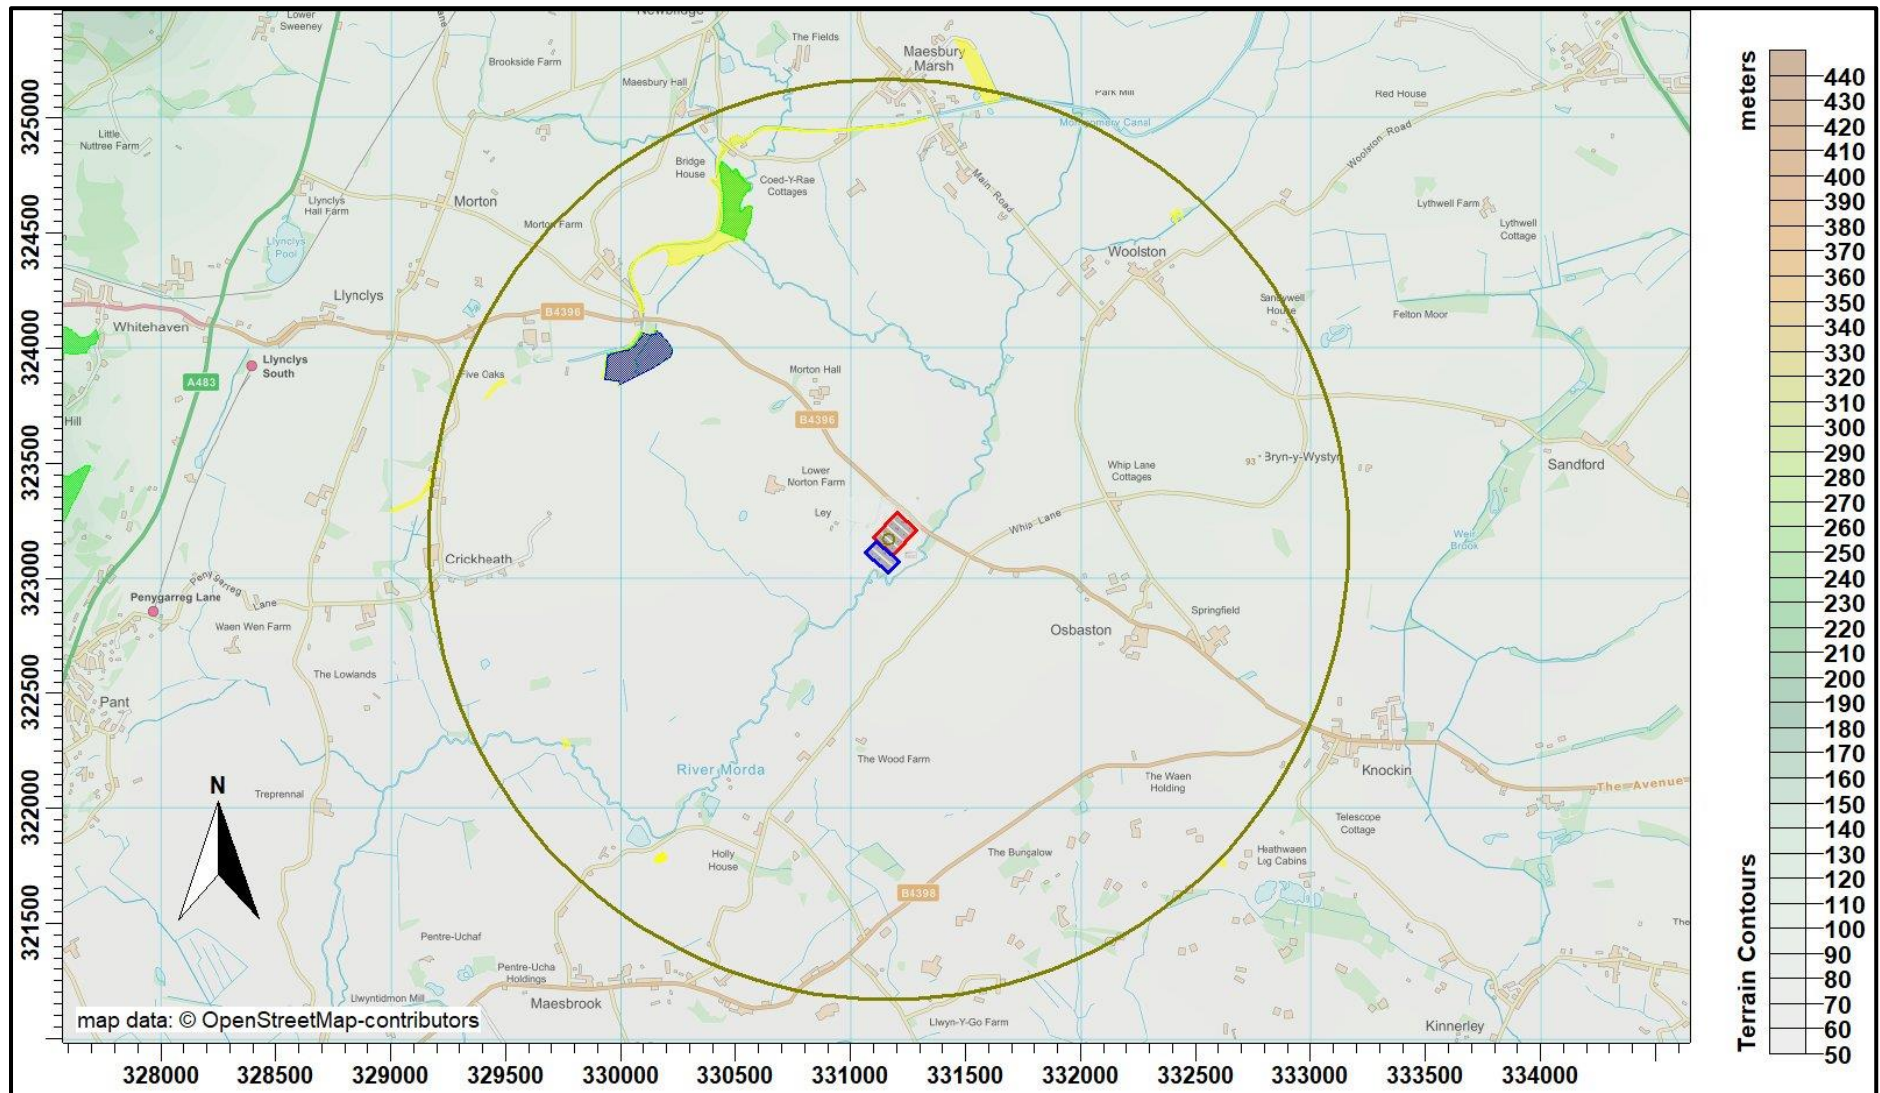 Lower
Sweeney
Newbridge
The Fields
Maesbury
Marsh
Brookside Farm
Maesbury Hall
Park Mill
Red House
Montgomery Canal
Little
Nuttree Farm
Woolston Road
Bridge
House
Coed-Y-Rae
Cottages
Main Road
Llynclys
Hall Farm
Morton
Lythwell Farm
Morton Farm
Lythwell
Cottage
Llynclys
Pool
Woolston
Llynclys
Sandywell
House
B4396
Felton Moor
Whitehaven
Llynclys
South
Five Oaks
Morton Hall
A483
B4396
Hill
Whip Lane
Cottages
93
Bryn-y-Wystyn
Sandford
Lower
Norton Farm
Ley
Whip Lane
Weir
Brook
Crickheath
Penygarreg
Lane
Penygarreg Lane
Waen Wen Farm
Springfield
Osbaston
The Lowlands
Pant
River Morda
The Wood Farm
Knockin
The Waen
Holding
The Avenue
Treprennal
Telescope
Cottage
Holly
House
The Bungalow
Heathwaen
Log Cabins
B4398
The
Pentre-Uchaf
Pentre-Ucha
Holdings
Llwyntidmon Mill
Maesbrook
Llwyn-Y-Go Farm
Kinnerley
N
map data: © OpenStreetMap-contributors
325000
324500
324000
323500
323000
322500
322000
321500
328000 328500 329000 329500 330000 330500 331000 331500 332000 332500 333000 333500 334000
meters
440
430
420
410
400
390
380
370
360
350
340
330
320
310
300
290
280
270
260
250
240
230
220
210
200
190
180
170
160
150
140
130
120
110
100
90
80
70
60
50
Terrain Contours